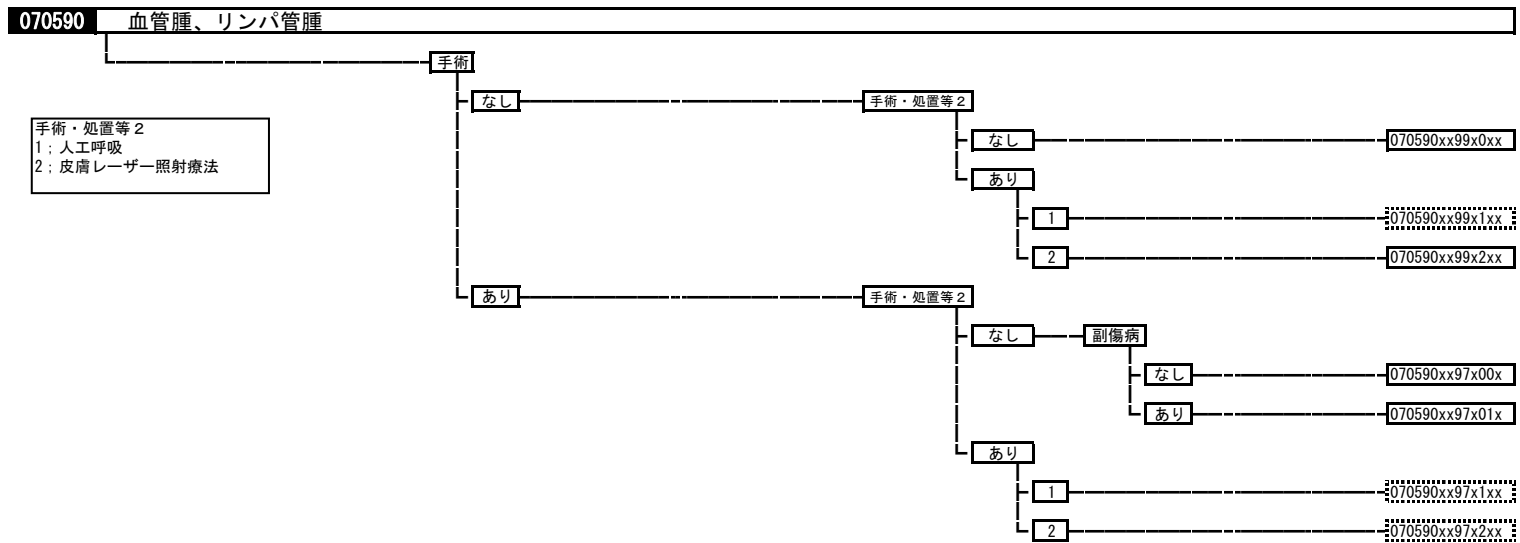 070590 血管腫、リンパ管腫
手術
なし 手術・処置等２
手術・処置等２
1；人工呼吸
2；皮膚レーザー照射療法
なし 070590xx99x0xx
あり
1 070590xx99x1xx
2 070590xx99x2xx
あり 手術・処置等２
なし 副傷病
なし 070590xx97x00x
あり 070590xx97x01x
あり
1 070590xx97x1xx
2 070590xx97x2xx